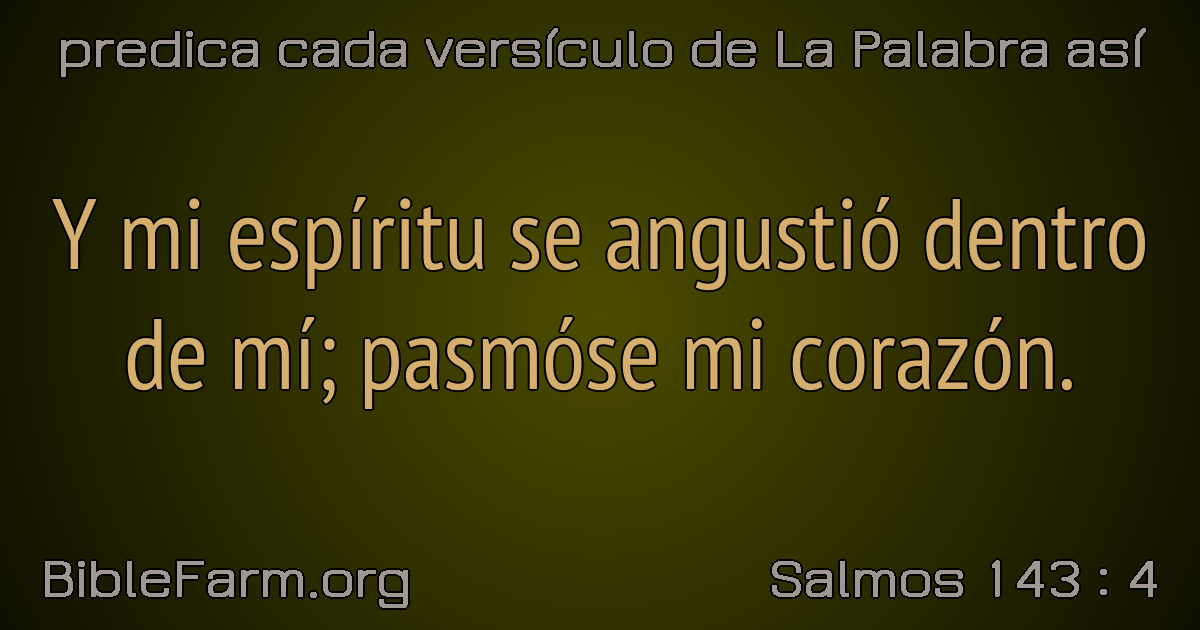 predica cada versículo de La Palabra así
Y mi espíritu se angustió dentro
de mí; pasmóse mi corazón.
BibleFarm.org
Salmos 143 : 4